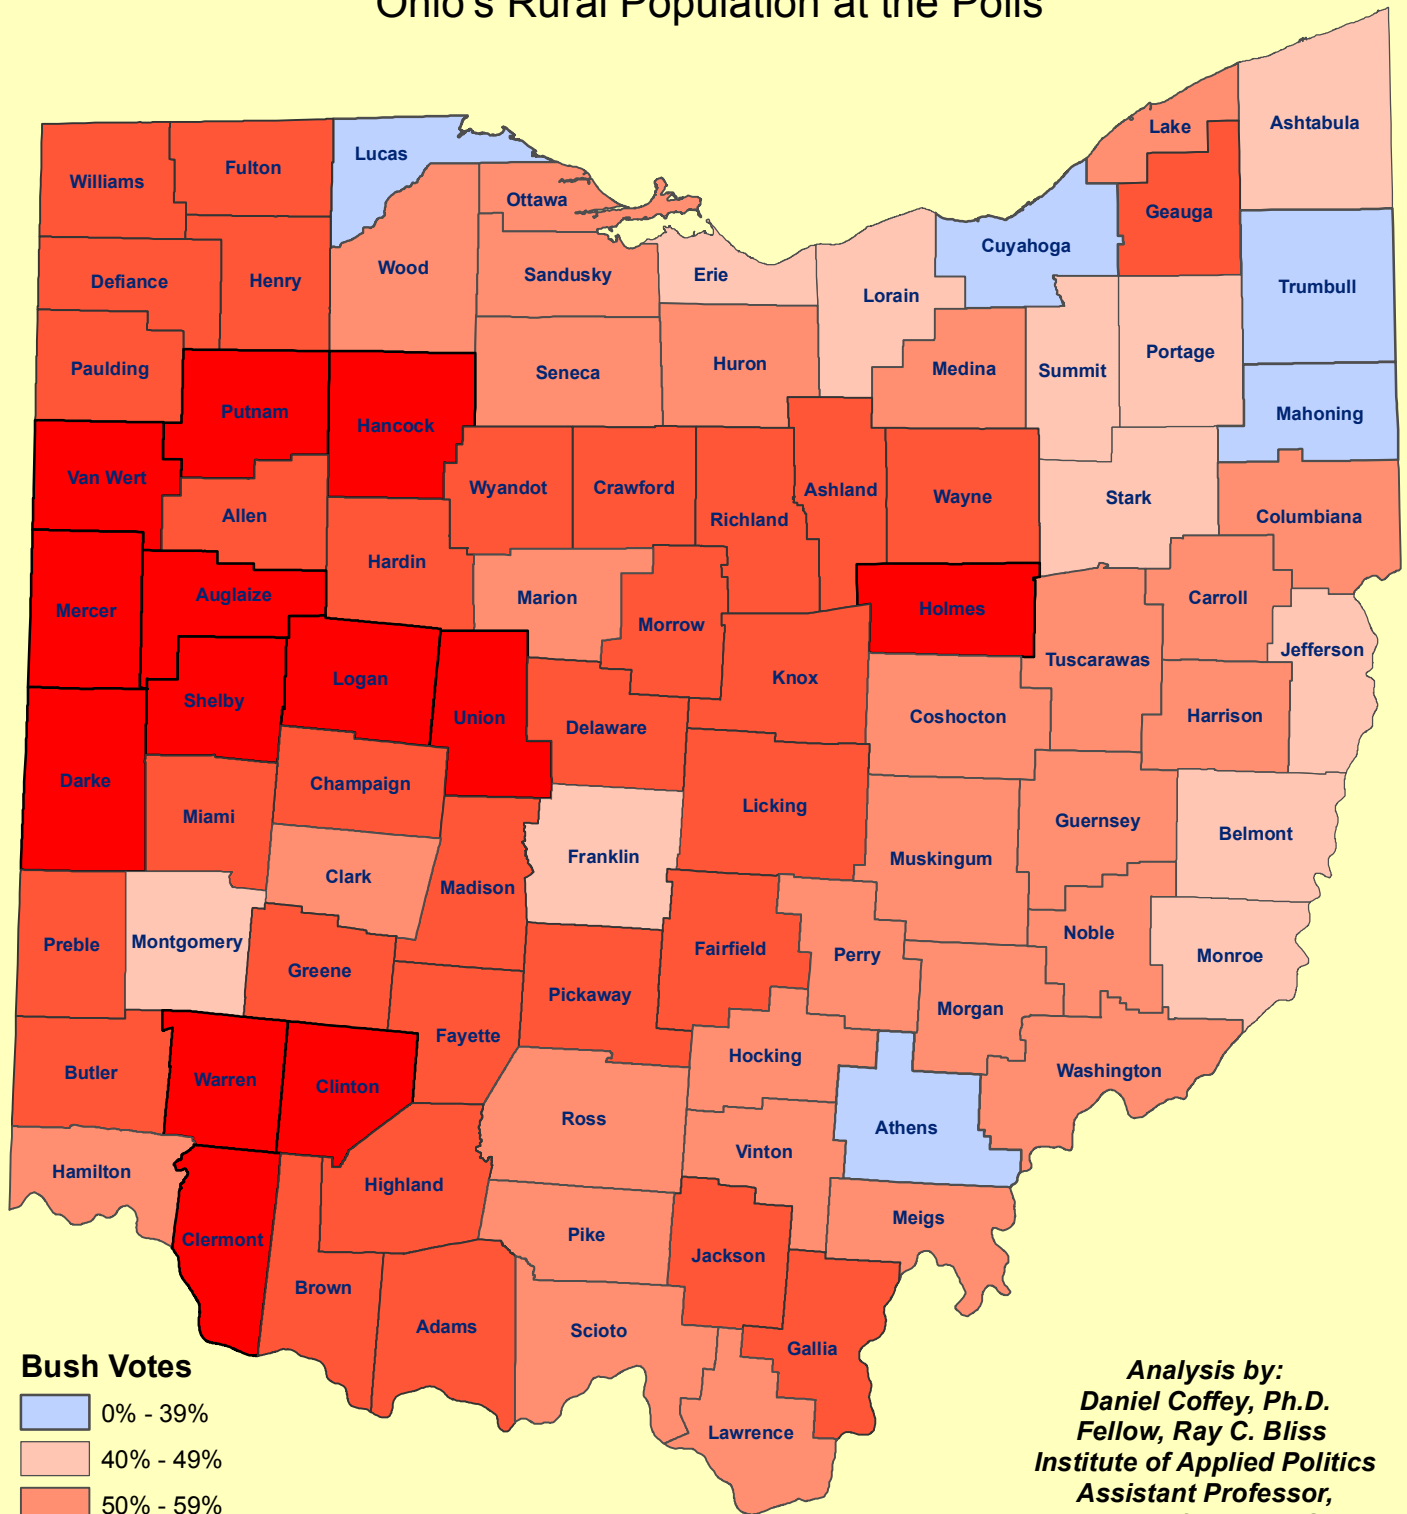 Ohio's Rural Population at the Polls
Ashtabula
Lake
Lucas
Fulton
Williams
Ottawa
Geauga
Cuyahoga
Wood
Sandusky
Erie
Defiance
Henry
Trumbull
Lorain
Portage
Huron
Paulding
Seneca
Medina
Summit
Putnam
Mahoning
Hancock
Van Wert
Wyandot
Crawford
Ashland
Wayne
Stark
Allen
Richland
Columbiana
Hardin
Auglaize
Marion
Carroll
Mercer
Holmes
Morrow
Jefferson
Tuscarawas
Logan
Knox
Shelby
Union
Coshocton
Harrison
Delaware
Darke
Champaign
Licking
Miami
Guernsey
Belmont
Franklin
Muskingum
Clark
Madison
Noble
Preble
Montgomery
Fairfield
Perry
Monroe
Greene
Pickaway
Morgan
Fayette
Hocking
Butler
Washington
Warren
Clinton
Ross
Athens
Vinton
Hamilton
Highland
Meigs
Pike
Clermont
Jackson
Brown
Adams
Scioto
Gallia
Lawrence
Bush Votes
0% - 39%
40% - 49%
50% - 59%
Analysis by:
Daniel Coffey, Ph.D.
Fellow, Ray C. Bliss
Institute of Applied Politics
Assistant Professor,